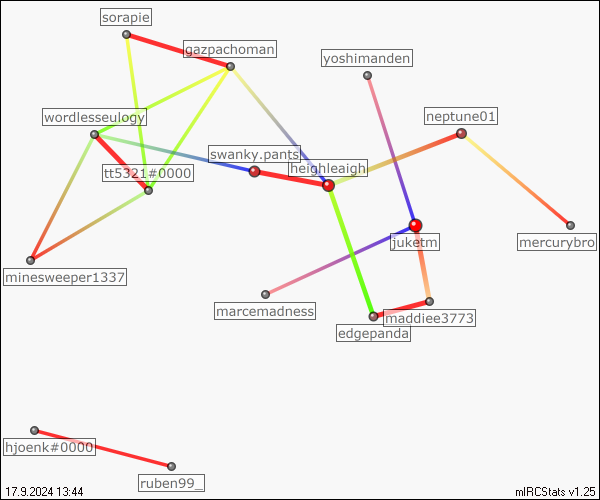 sorapie
gazpachoman
yoshimanden
wordlesseulogy
neptune01
swanky.pants
heighleaigh
tt5321#0000
juketm
mercurybro
minesweeper1337
marcemadness
maddiee3773
edgepanda
hjoenk#0000
ruben99_
17.9.2024 13:44
mIRCStats v1.25